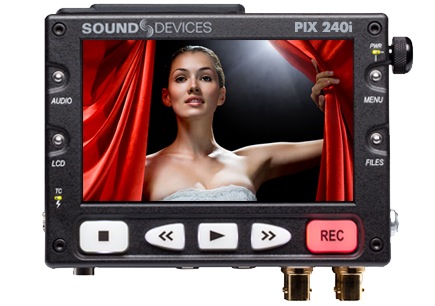 SOUND DEVICES
PIX 240i
PWR
AUDIO
MENU
LCD
FILES
TC
REC